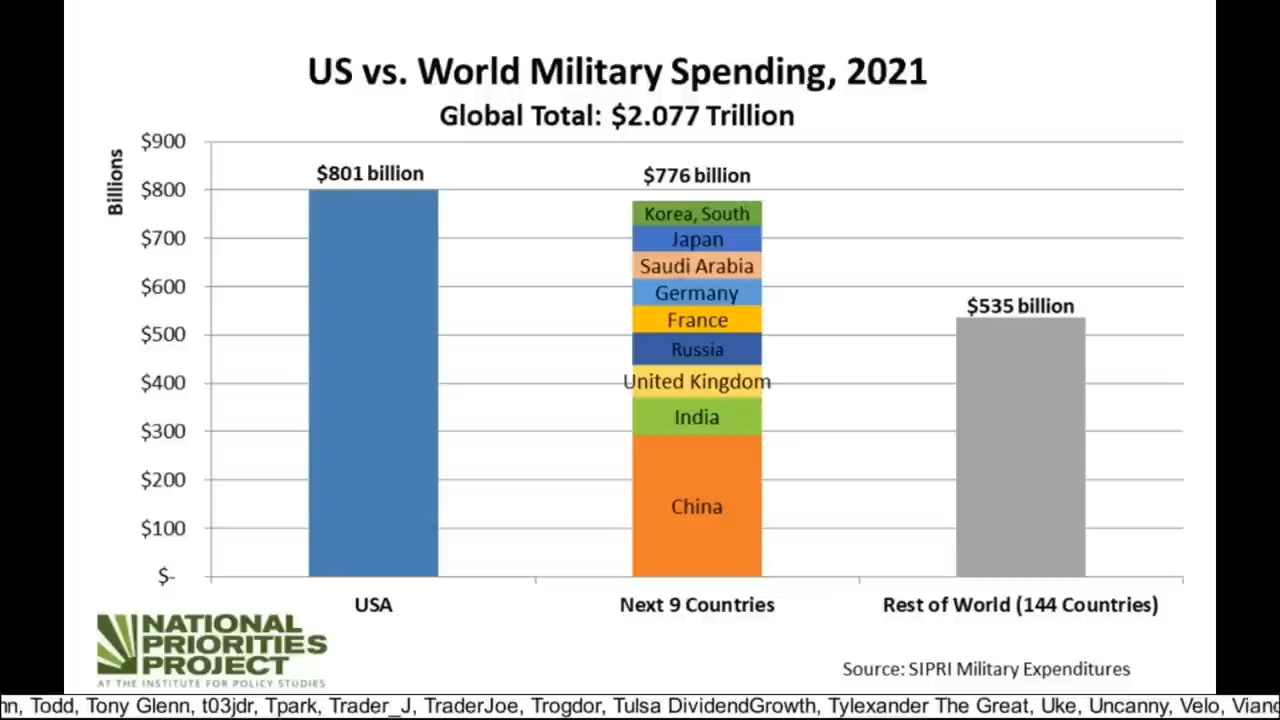 US vs. World Military Spending, 2021
Global Total: $2.077 Trillion
Billions
$900
$800
$700
$600
$500
$400
$300
$200
$100
$-
$801 billion
$776 billion
Korea, South
Japan
Saudi Arabia
Germany
France
Russia
United Kingdom
India
China
$535 billion
USA
Next 9 Countries
Rest of World (144 Countries)
NATIONAL
PRIORITIES
PROJECT
AT THE INSTITUTE FOR POLICY STUDIES
Source: SIPRI Military Expenditures
Todd, Tony Glenn, t03jdr, Tpark, Trader_J, TraderJoe, Trogdor, Tulsa DividendGrowth, Tylexander The Great, Uke, Uncanny, Velo,